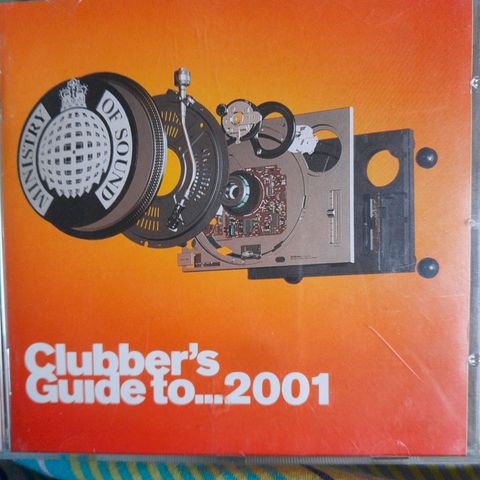 MINISTRY OF SOUND
Clubber's
Guide to...2001